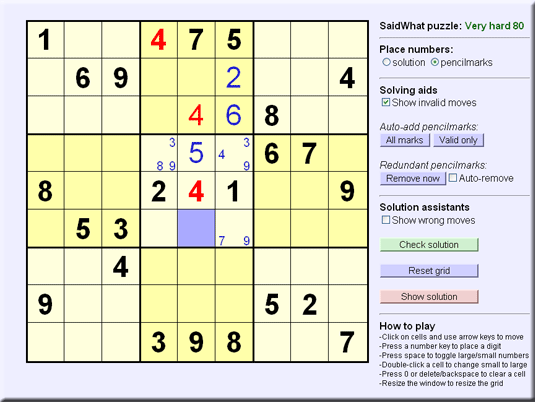 1 4 7 5
6 9 2 4
4 6 8
3 8 9 5 3 4 9 6 7
8 2 4 1 9
5 3 7 9
4
9 5 2
3 9 8 7
SaidWhat puzzle: Very hard 80
Place numbers:
solution pencilmarks
Solving aids
Show invalid moves
Auto-add pencilmarks:
All marks Valid only
Redundant pencilmarks:
Remove now Auto-remove
Solution assistants
Show wrong moves
Check solution
Reset grid
Show solution
How to play
-Click on cells and use arrow keys to move
-Press a number key to place a digit
-Press space to toggle large/small numbers
-Double-click a cell to change small to large
-Press 0 or delete/backspace to clear a cell
-Resize the window to resize the grid